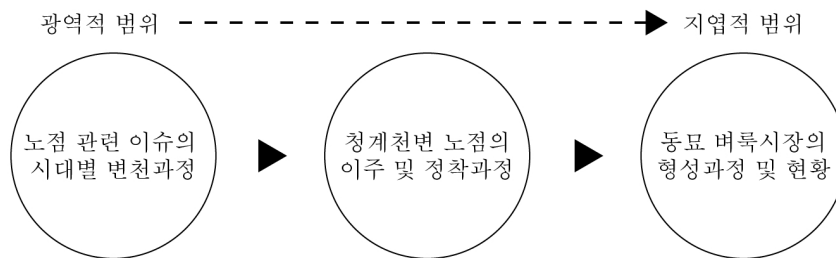 광역적 범위
지엽적 범위
노점 관련 이슈의
시대별 변천과정
청계천변 노점의
이주 및 정착과정
동묘 벼룩시장의
형성과정 및 현황